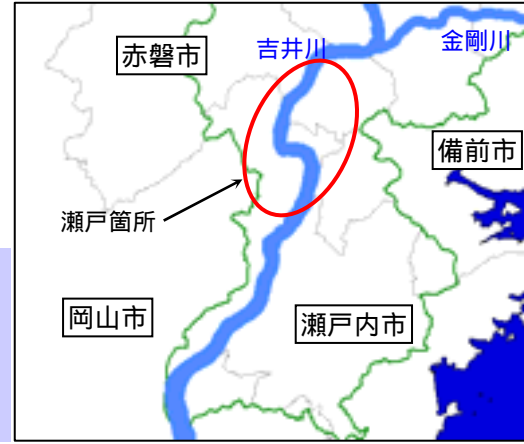 吉井川
金剛川
赤磐市
備前市
瀬戸箇所
岡山市
瀬戸内市